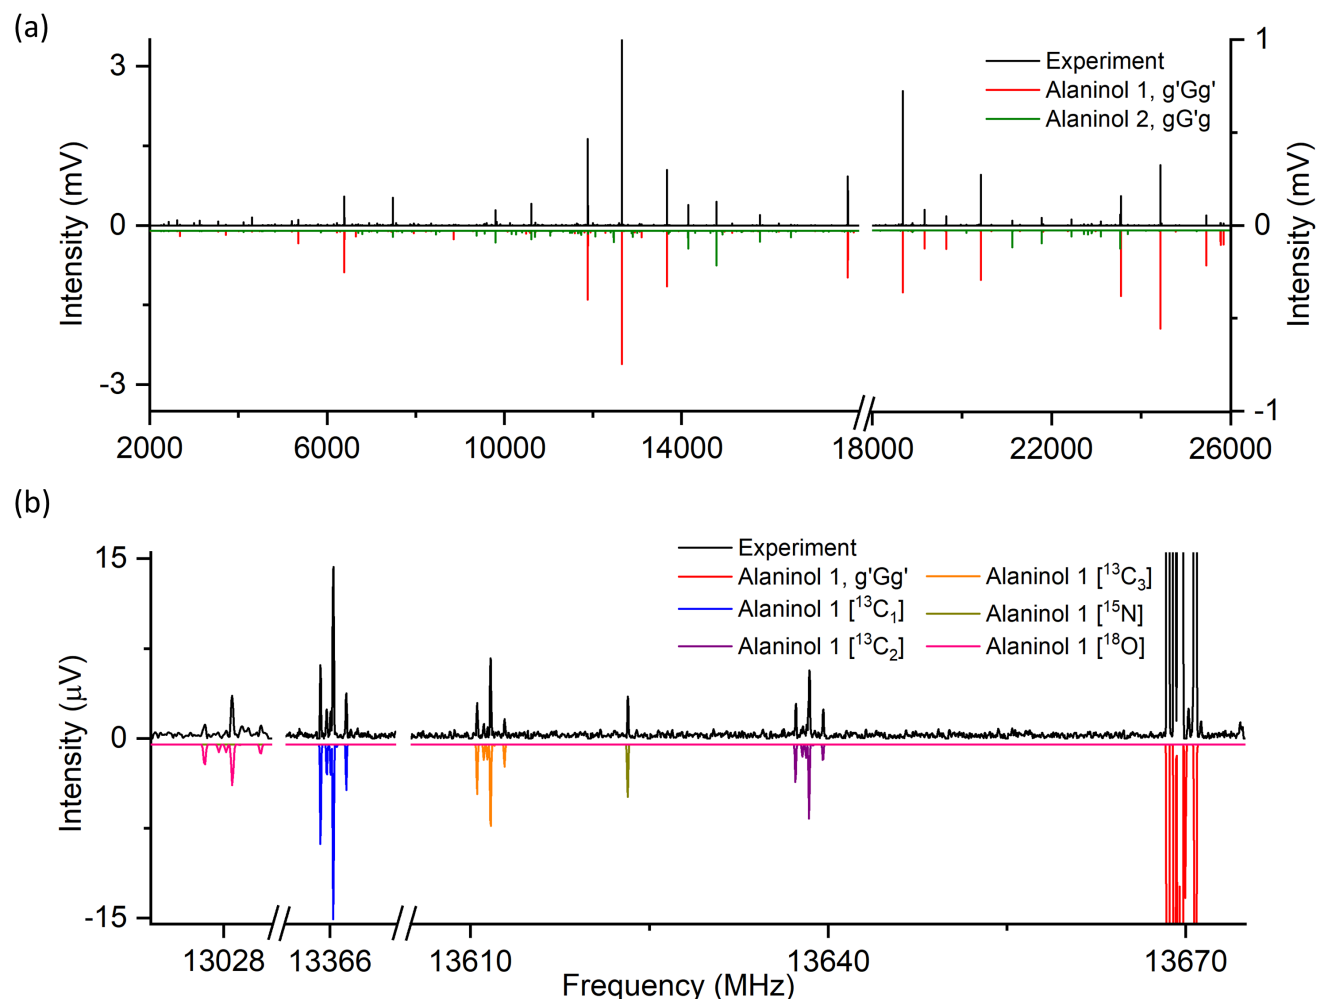 (a)
Intensity (mV)
3
0
-3
Experiment
Alaninol 1, g'Gg'
Alaninol 2, gG'g
1
0
-1
Intensity (mV)
2000 6000 10000 14000 18000 22000 26000
(b)
Intensity (μV)
15
0
-15
Experiment
Alaninol 1, g'Gg'
Alaninol 1 [¹³C₁]
Alaninol 1 [¹³C₂]
Alaninol 1 [¹³C₃]
Alaninol 1 [¹⁵N]
Alaninol 1 [¹⁸O]
13028 13366 13610 13640 13670
Frequency (MHz)